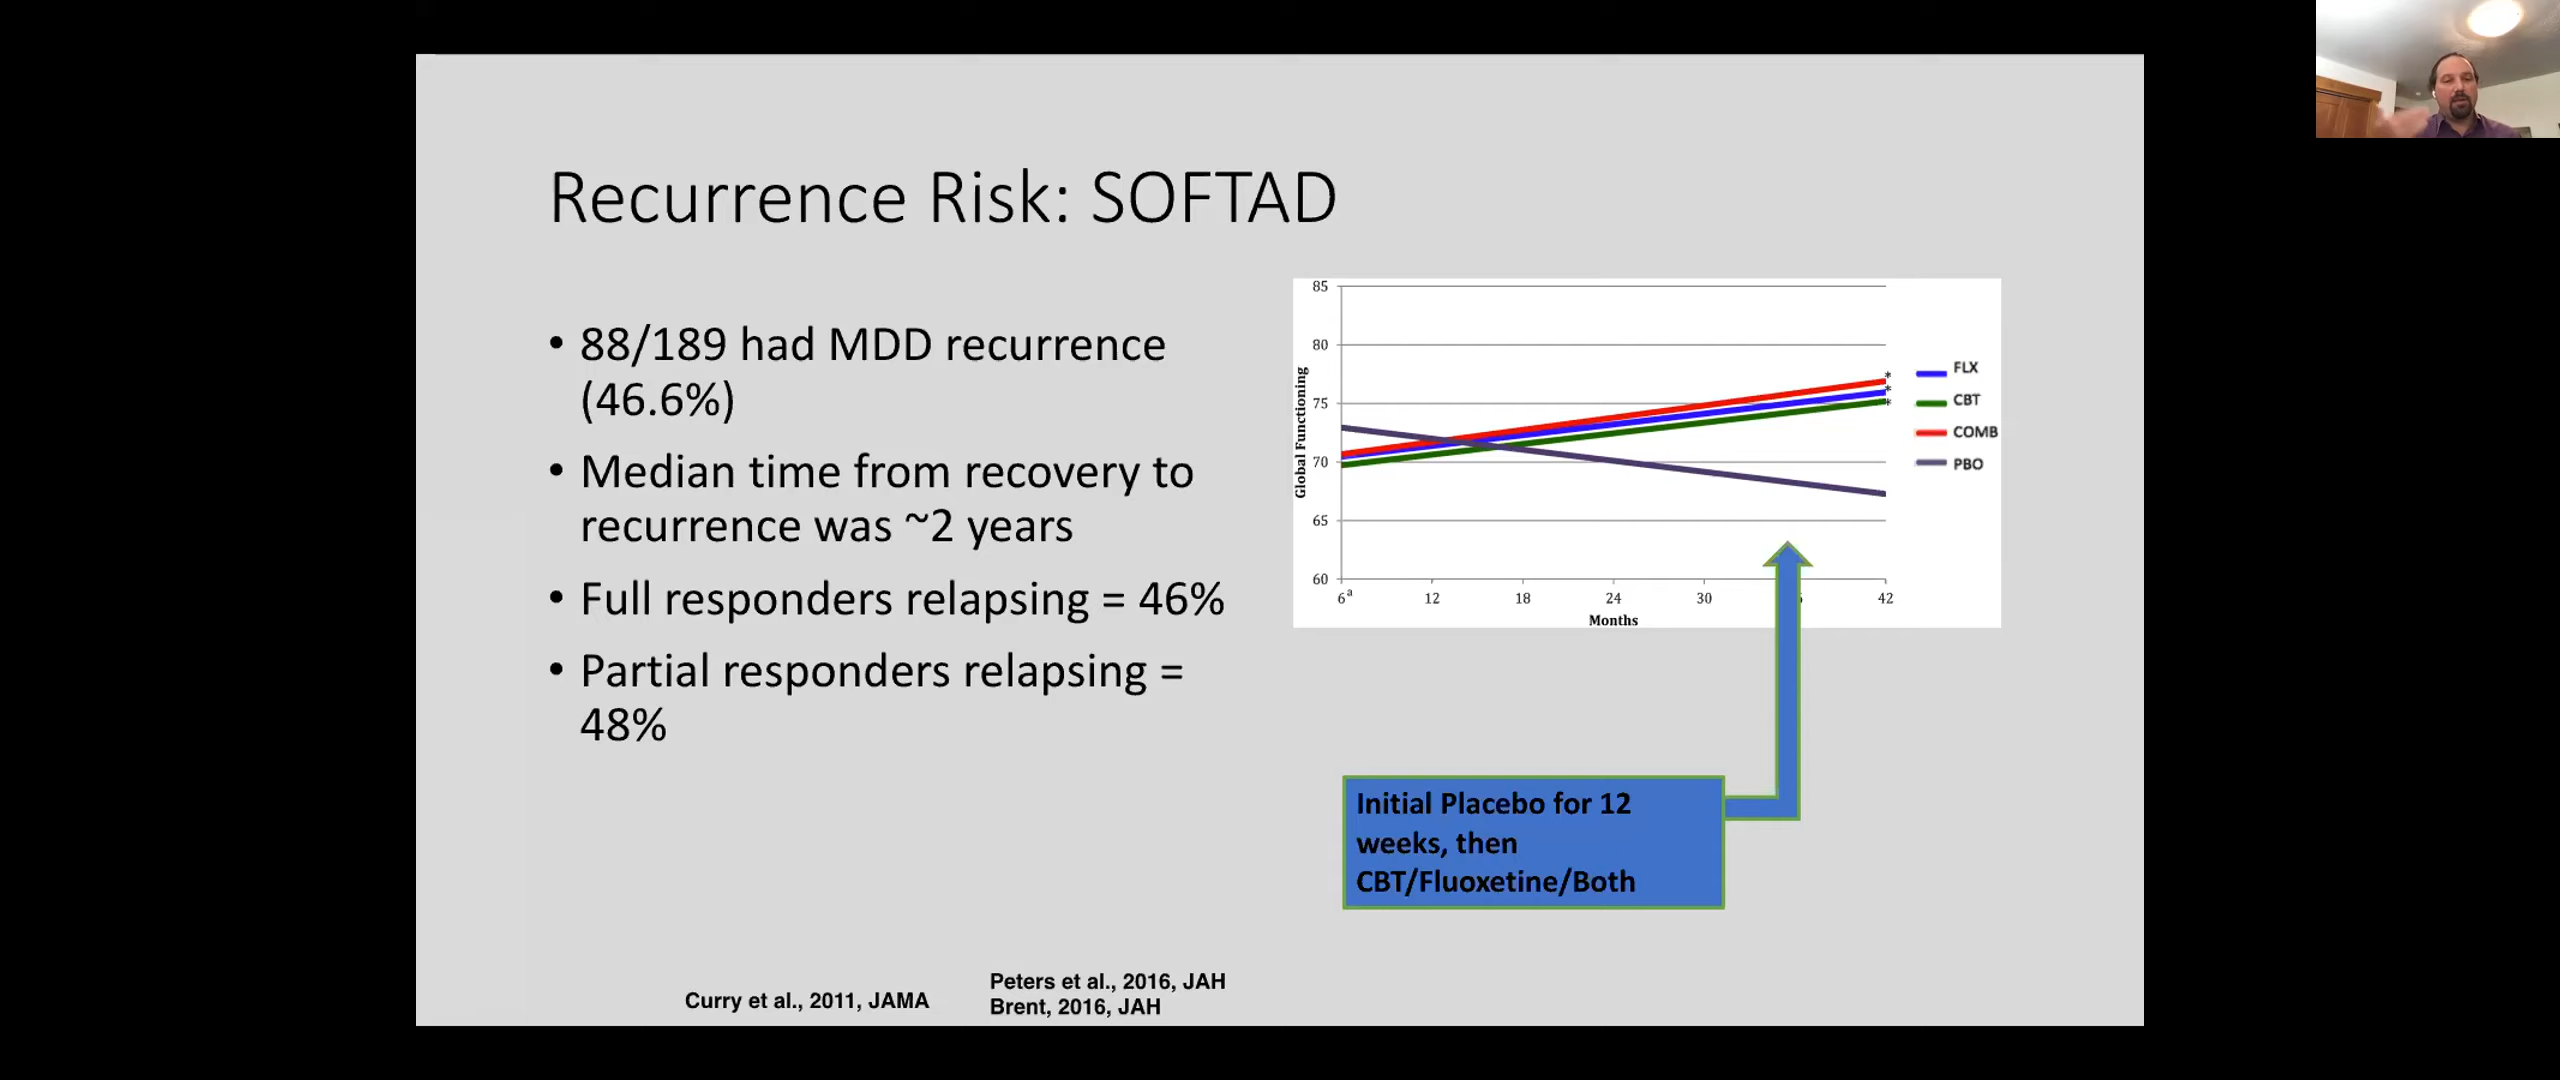 Recurrence Risk: SOFTAD
• 88/189 had MDD recurrence
(46.6%)
• Median time from recovery to
recurrence was ~2 years
• Full responders relapsing = 46%
• Partial responders relapsing =
48%
85
80
75
70
65
60
Global Functioning
6ª 12 18 24 30 42
Months
* 
* 
*
FLX
CBT
COMB
PBO
Initial Placebo for 12
weeks, then
CBT/Fluoxetine/Both
Curry et al., 2011, JAMA
Peters et al., 2016, JAH
Brent, 2016, JAH